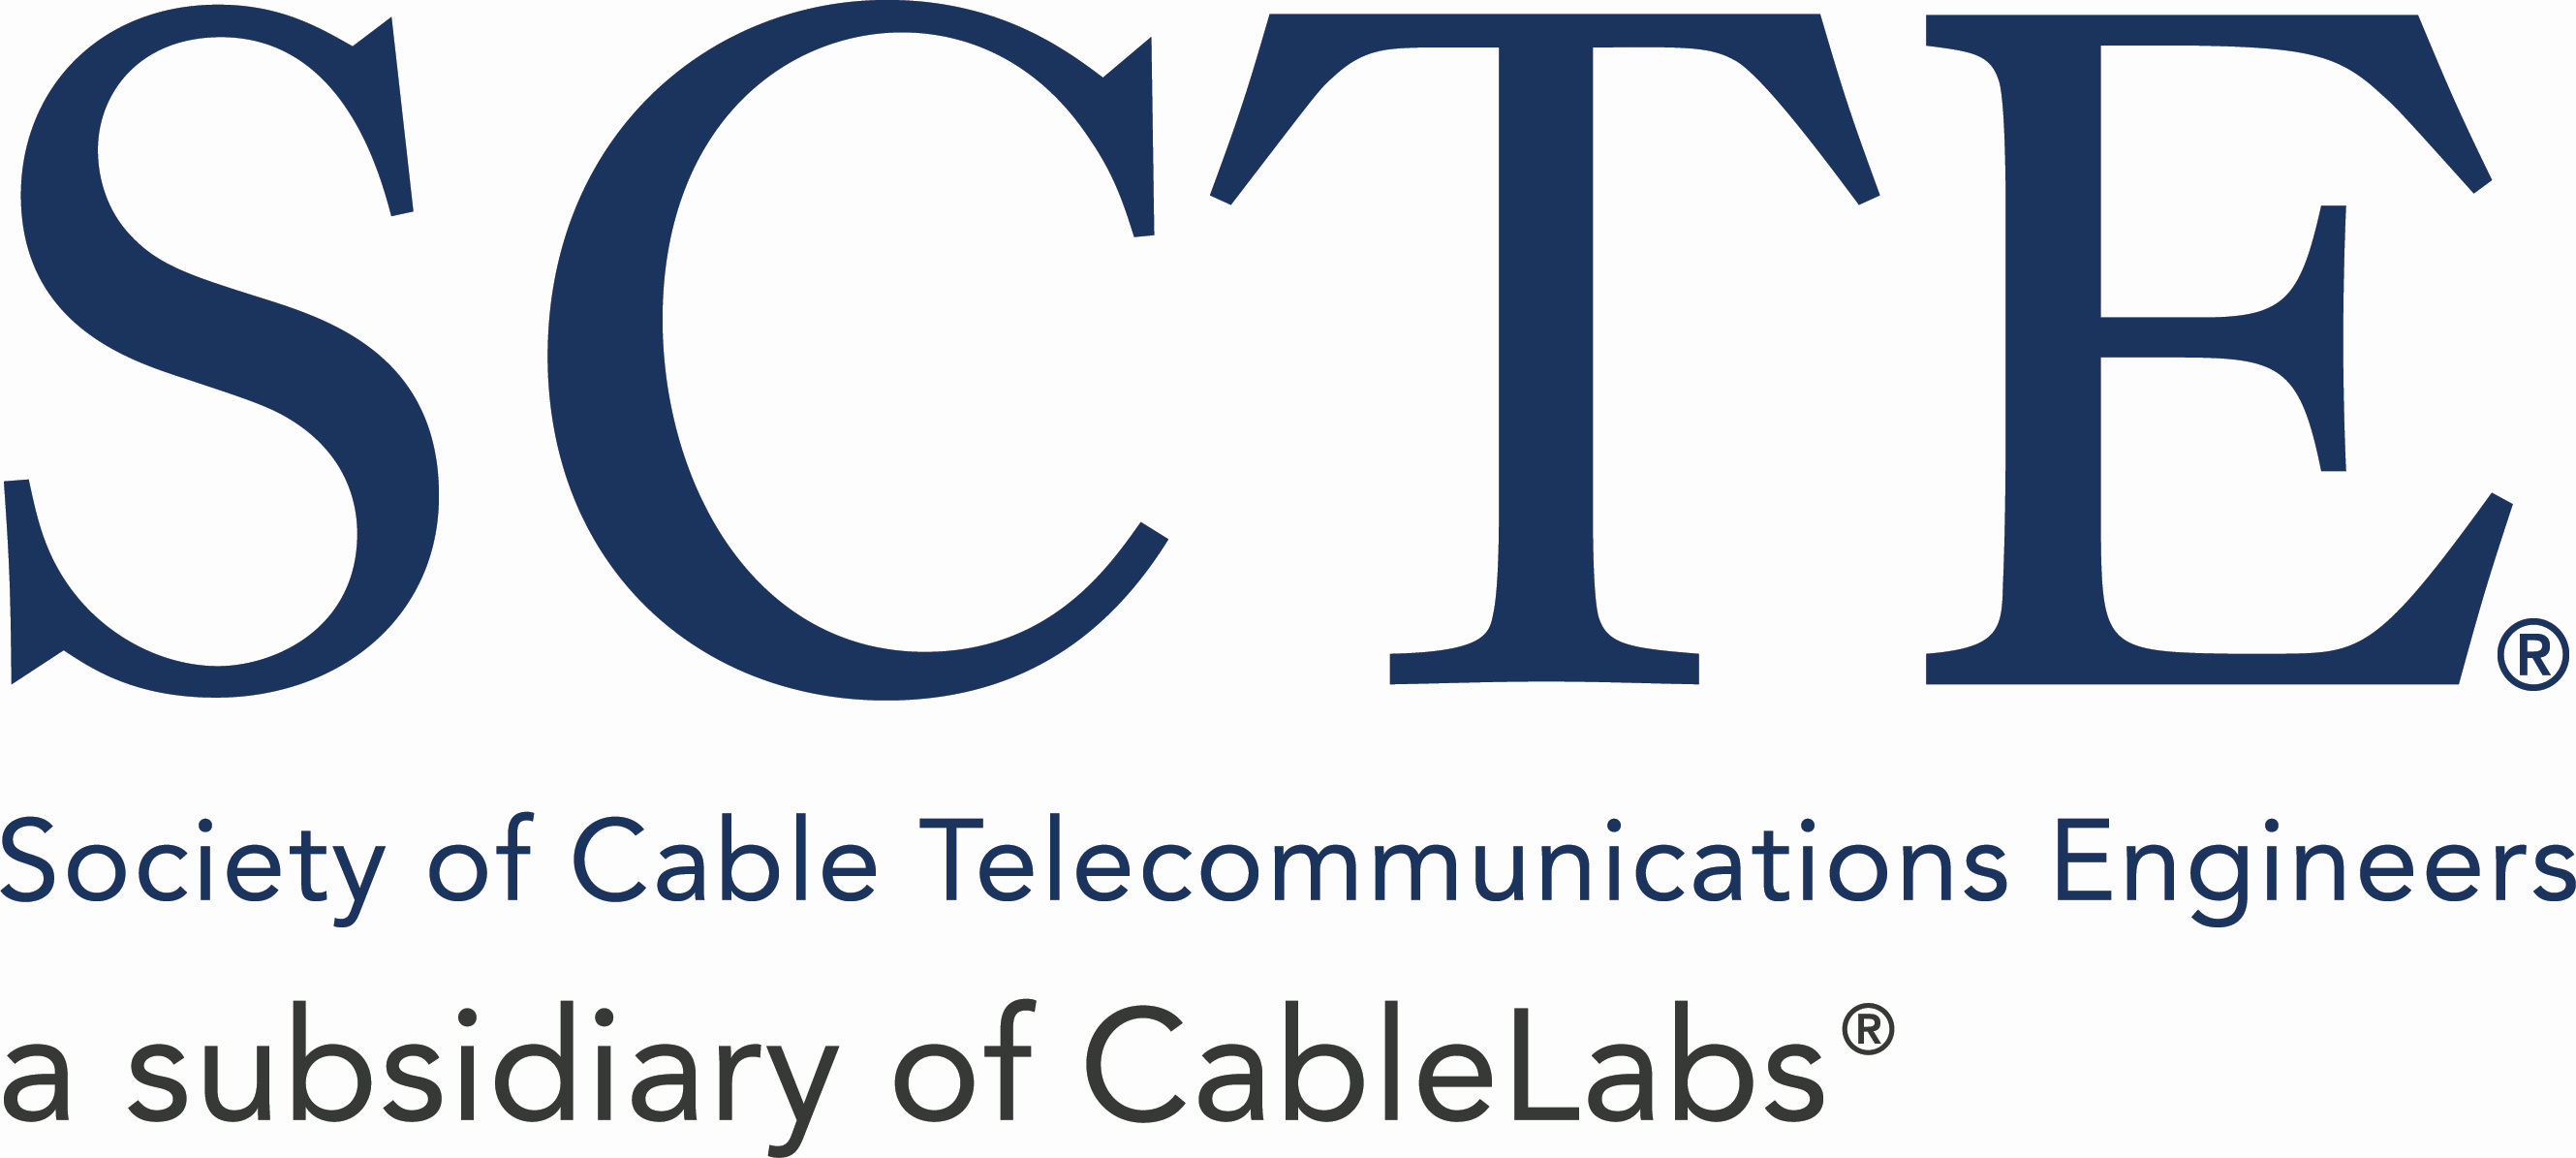 SCTE®
Society of Cable Telecommunications Engineers
a subsidiary of CableLabs®